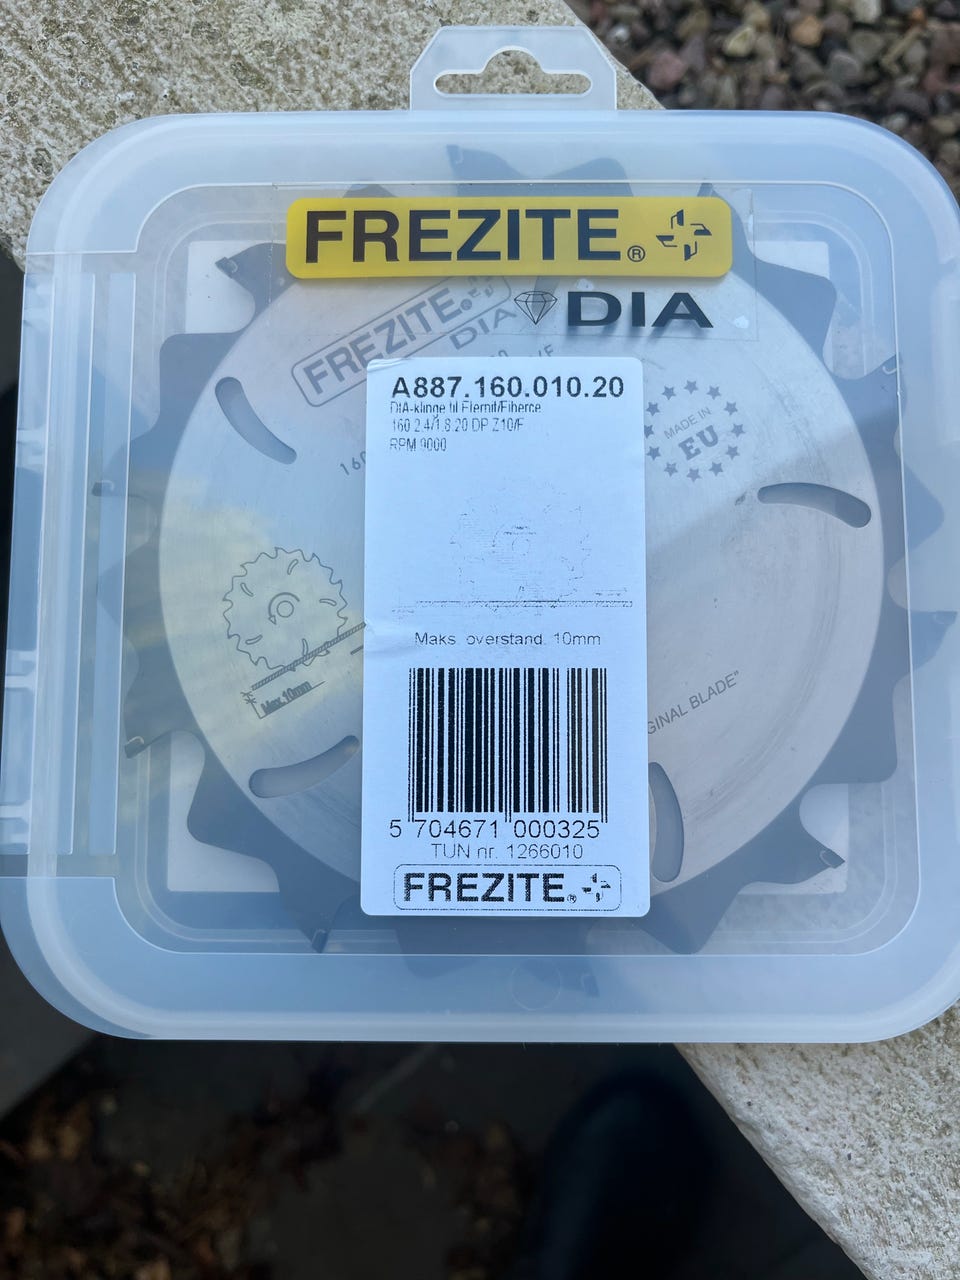 FREZITE®
DIA
FREZITE®
DIA
A887.160.010.20
DIA-klinge til Eternit/Fiberce
160 2.4/1.8 20 DP Z10/F
RPM 9000
MADE IN
EU
160
Maks. overstand. 10mm
Max.10mm
GINAL BLADE"
5 704671 000325
TUN nr. 1266010
FREZITE®